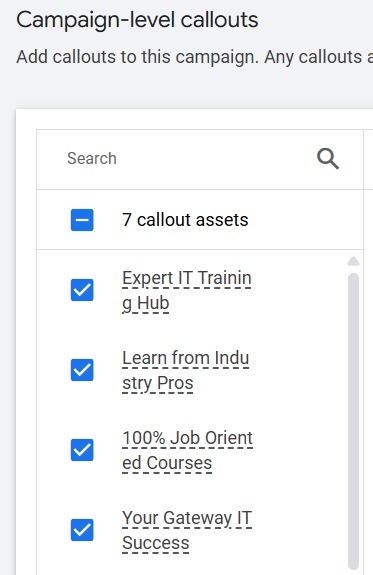 Campaign-level callouts
Add callouts to this campaign. Any callouts a
Search
7 callout assets
Expert IT Trainin
g Hub
Learn from Indu
stry Pros
100% Job Orient
ed Courses
Your Gateway IT
Success